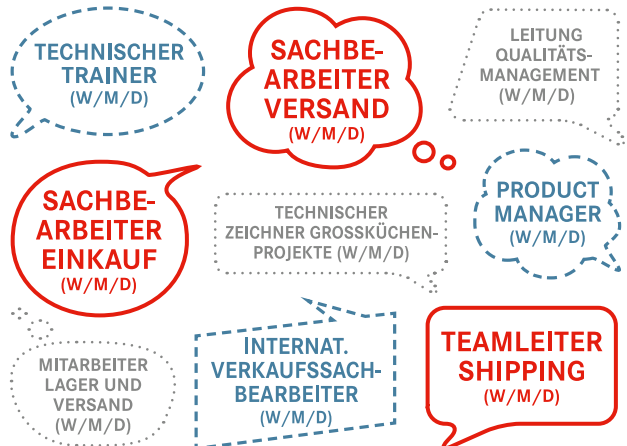 TECHNISCHER
TRAINER
(W/M/D)
SACHBE-
ARBEITER
VERSAND
(W/M/D)
LEITUNG
QUALITÄTS-
MANAGEMENT
(W/M/D)
SACHBE-
ARBEITER
EINKAUF
(W/M/D)
TECHNISCHER
ZEICHNER GROSSKÜCHEN-
PROJEKTE (W/M/D)
PRODUCT
MANAGER
(W/M/D)
MITARBEITER
LAGER UND
VERSAND
(W/M/D)
INTERNAT.
VERKAUFSSACH-
BEARBEITER
(W/M/D)
TEAMLEITER
SHIPPING
(W/M/D)